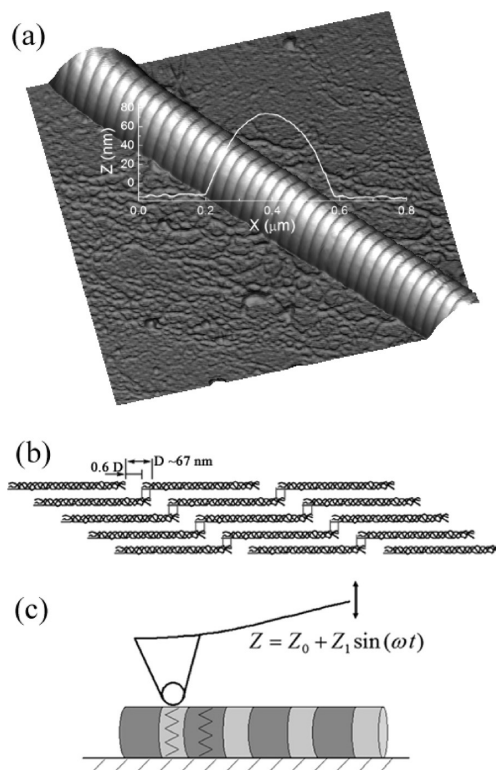 (a)
80
60
40
20
0
Z (nm)
0.0 0.2 0.4 0.6 0.8
X (μm)
(b)
0.6 D
D ~67 nm
(c)
Z = Z₀ + Z₁ sin(ωt)